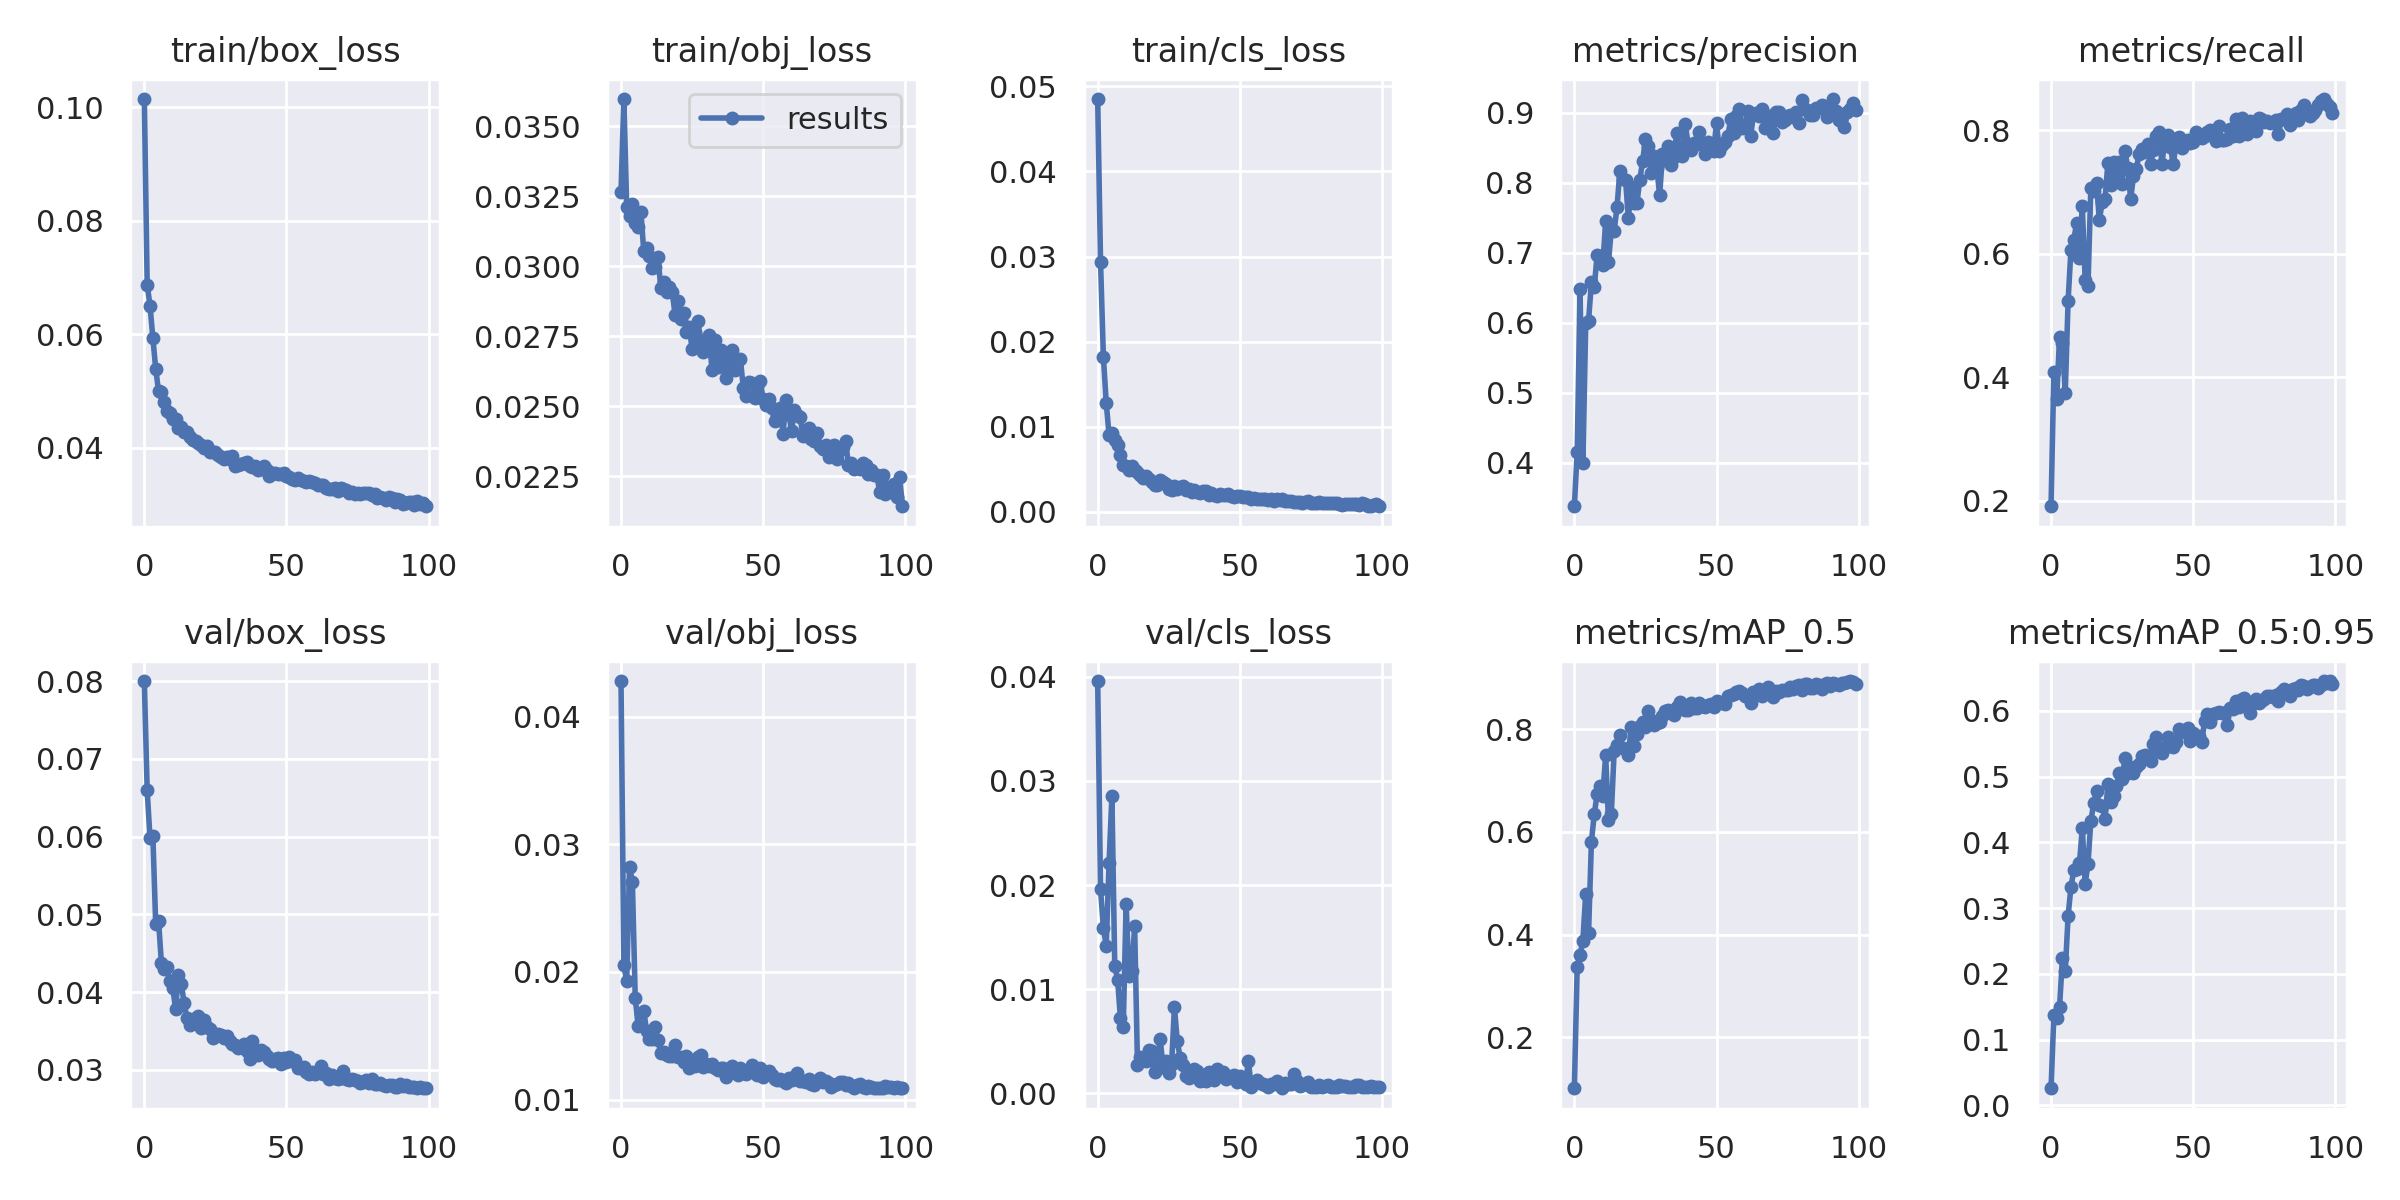 train/box_loss
train/obj_loss
train/cls_loss
metrics/precision
metrics/recall
0.10
0.08
0.06
0.04
0 50 100
results
0.0350
0.0325
0.0300
0.0275
0.0250
0.0225
0 50 100
0.05
0.04
0.03
0.02
0.01
0.00
0 50 100
0.9
0.8
0.7
0.6
0.5
0.4
0 50 100
0.8
0.6
0.4
0.2
0 50 100
val/box_loss
val/obj_loss
val/cls_loss
metrics/mAP_0.5
metrics/mAP_0.5:0.95
0.08
0.07
0.06
0.05
0.04
0.03
0 50 100
0.04
0.03
0.02
0.01
0 50 100
0.04
0.03
0.02
0.01
0.00
0 50 100
0.8
0.6
0.4
0.2
0 50 100
0.6
0.5
0.4
0.3
0.2
0.1
0.0
0 50 100